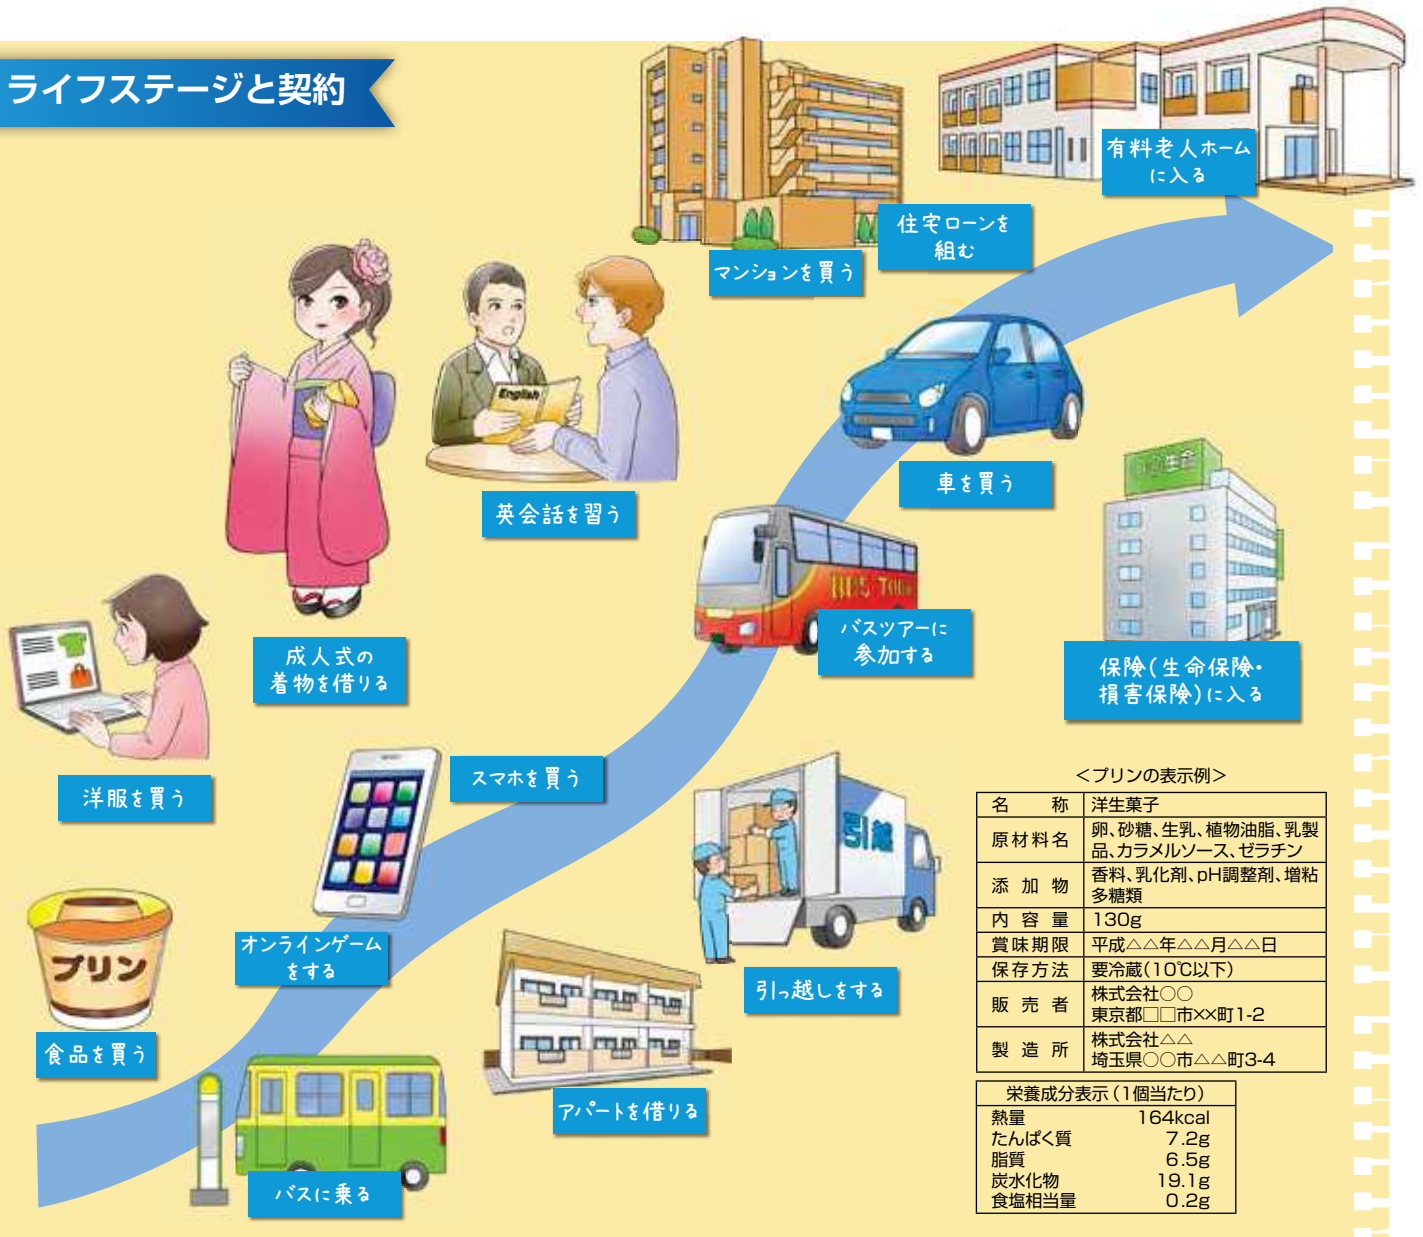 ライフステージと契約
有料老人ホーム
に入る
住宅ローンを
組む
マンションを買う
English
英会話を習う
車を買う
○○生命
BUS TOUR
バスツアーに
参加する
保険(生命保険・
損害保険)に入る
成人式の
着物を借りる
洋服を買う
スマホを買う
オンラインゲーム
をする
引越
引っ越しをする
プリン
食品を買う
アパートを借りる
バスに乗る
<プリンの表示例>
名称 洋生菓子
原材料名 卵、砂糖、生乳、植物油脂、乳製
品、カラメルソース、ゼラチン
添加物 香料、乳化剤、pH調整剤、増粘
多糖類
内容量 130g
賞味期限 平成△△年△△月△△日
保存方法 要冷蔵(10℃以下)
販売者 株式会社○○
東京都□□市××町1-2
製造所 株式会社△△
埼玉県○○市△△町3-4
栄養成分表示(1個当たり)
熱量 164kcal
たんぱく質 7.2g
脂質 6.5g
炭水化物 19.1g
食塩相当量 0.2g